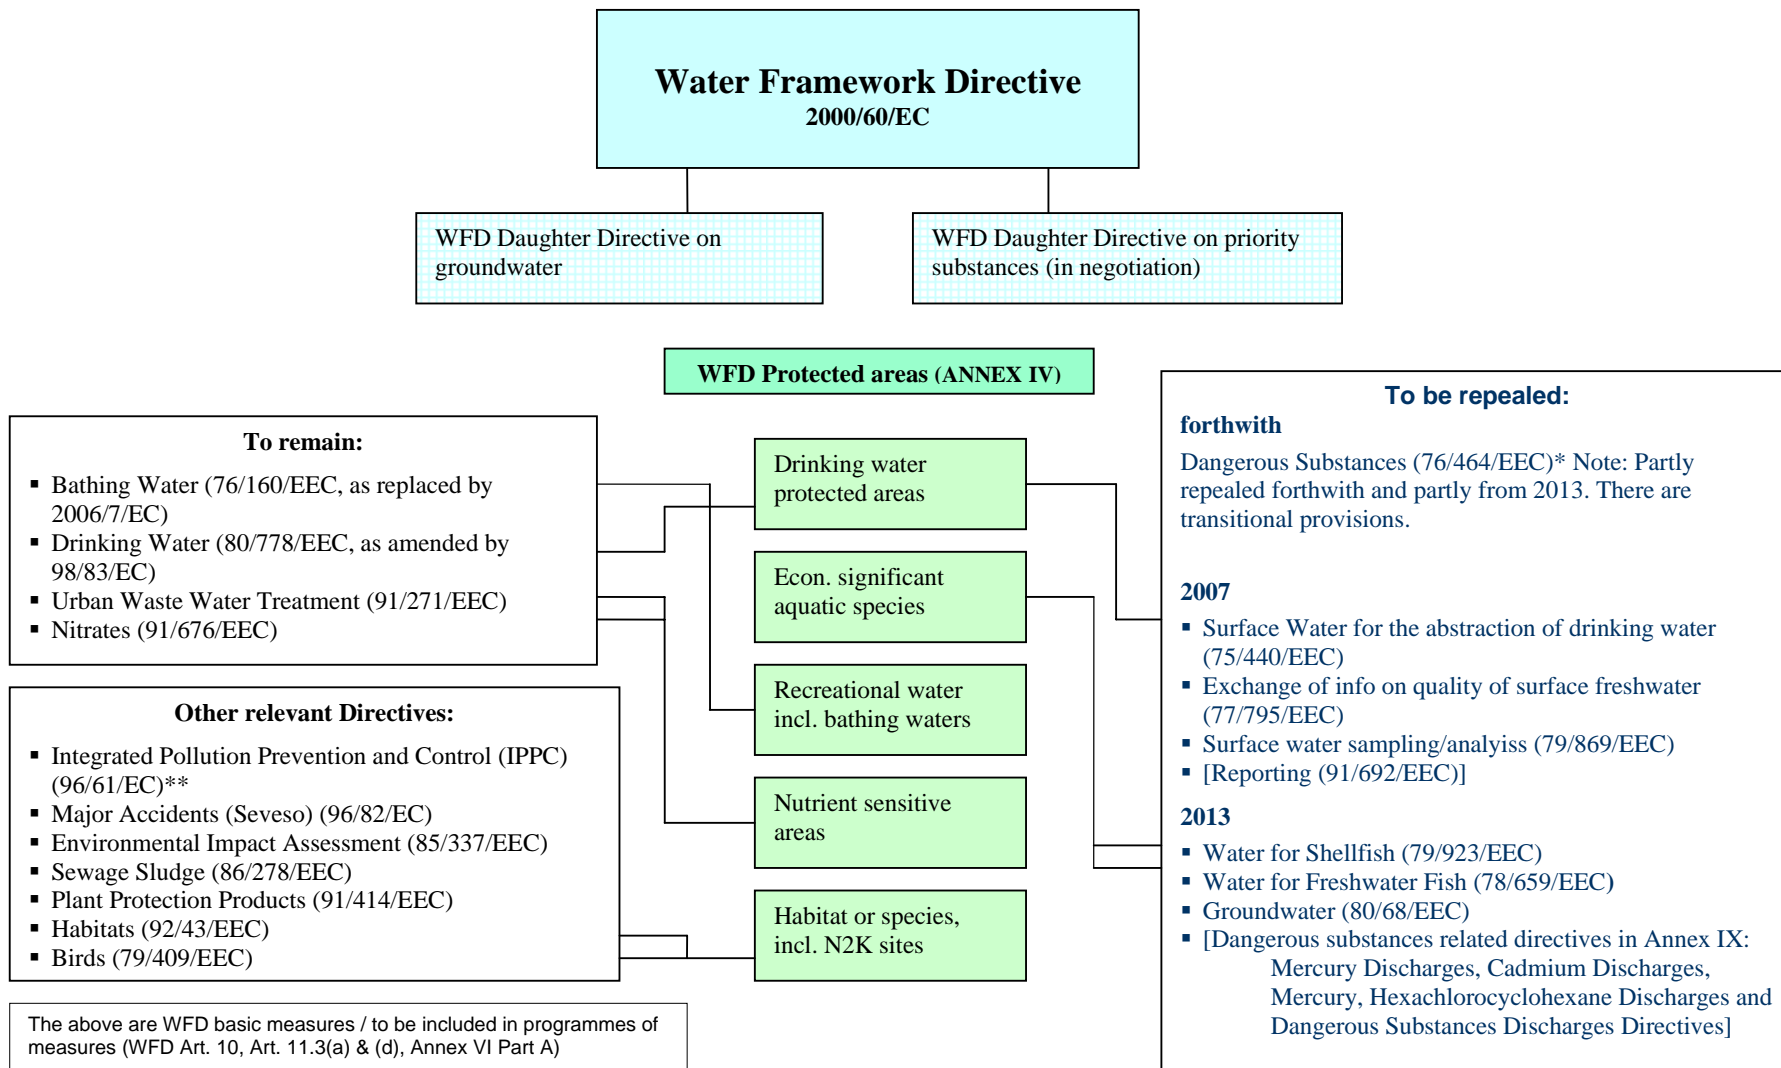 Water Framework Directive
2000/60/EC
WFD Daughter Directive on
groundwater
WFD Daughter Directive on priority
substances (in negotiation)
WFD Protected areas (ANNEX IV)
To remain:
▪ Bathing Water (76/160/EEC, as replaced by
2006/7/EC)
▪ Drinking Water (80/778/EEC, as amended by
98/83/EC)
▪ Urban Waste Water Treatment (91/271/EEC)
▪ Nitrates (91/676/EEC)
Other relevant Directives:
▪ Integrated Pollution Prevention and Control (IPPC)
(96/61/EC)**
▪ Major Accidents (Seveso) (96/82/EC)
▪ Environmental Impact Assessment (85/337/EEC)
▪ Sewage Sludge (86/278/EEC)
▪ Plant Protection Products (91/414/EEC)
▪ Habitats (92/43/EEC)
▪ Birds (79/409/EEC)
The above are WFD basic measures / to be included in programmes of
measures (WFD Art. 10, Art. 11.3(a) & (d), Annex VI Part A)
Drinking water
protected areas
Econ. significant
aquatic species
Recreational water
incl. bathing waters
Nutrient sensitive
areas
Habitat or species,
incl. N2K sites
To be repealed:
forthwith
Dangerous Substances (76/464/EEC)* Note: Partly
repealed forthwith and partly from 2013. There are
transitional provisions.
2007
▪ Surface Water for the abstraction of drinking water
(75/440/EEC)
▪ Exchange of info on quality of surface freshwater
(77/795/EEC)
▪ Surface water sampling/analyiss (79/869/EEC)
▪ [Reporting (91/692/EEC)]
2013
▪ Water for Shellfish (79/923/EEC)
▪ Water for Freshwater Fish (78/659/EEC)
▪ Groundwater (80/68/EEC)
▪ [Dangerous substances related directives in Annex IX:
Mercury Discharges, Cadmium Discharges,
Mercury, Hexachlorocyclohexane Discharges and
Dangerous Substances Discharges Directives]